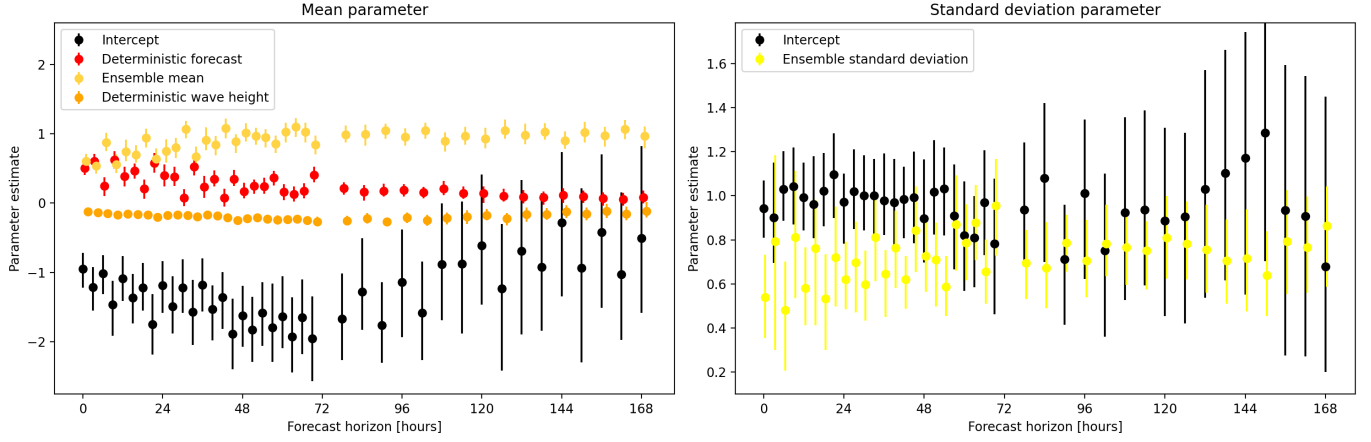 Mean parameter
Intercept
Deterministic forecast
Ensemble mean
Deterministic wave height
Parameter estimate
2
1
0
−1
−2
0 24 48 72 96 120 144 168
Forecast horizon [hours]
Standard deviation parameter
Intercept
Ensemble standard deviation
Parameter estimate
1.6
1.4
1.2
1.0
0.8
0.6
0.4
0.2
0 24 48 72 96 120 144 168
Forecast horizon [hours]